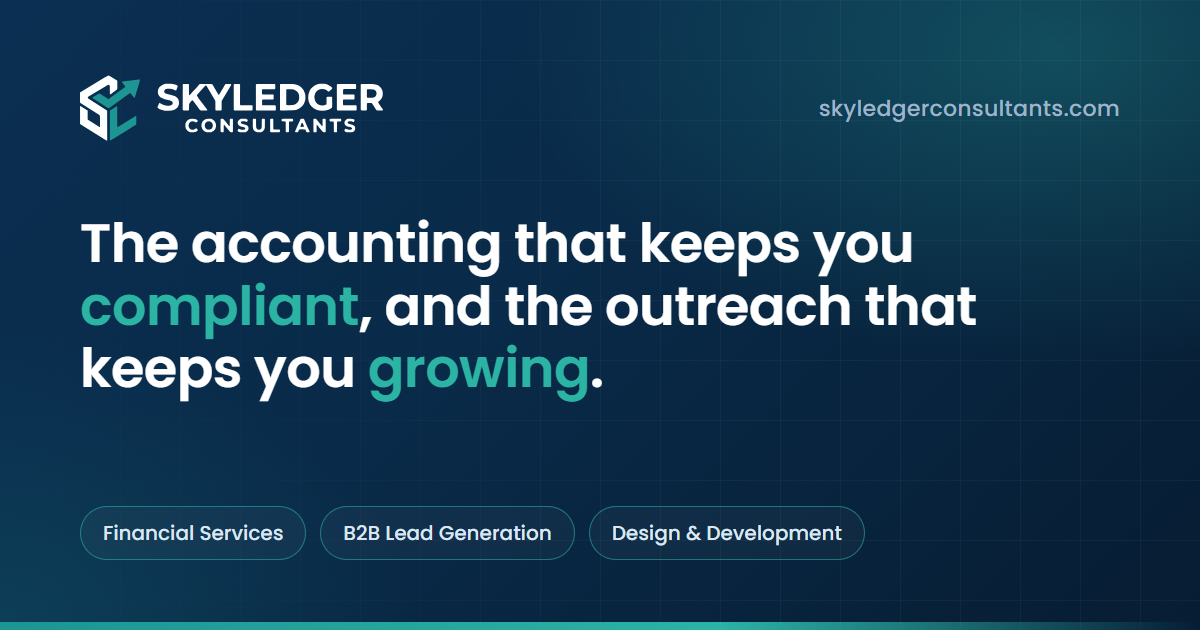 SKYLEDGER
CONSULTANTS
skyledgerconsultants.com
The accounting that keeps you
compliant, and the outreach that
keeps you growing.
Financial Services
B2B Lead Generation
Design & Development